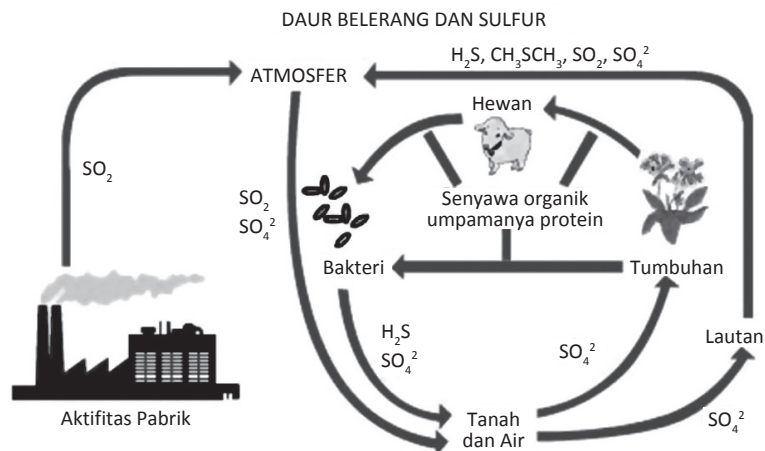 DAUR BELERANG DAN SULFUR
H₂S, CH₃SCH₃, SO₂, SO₄²
ATMOSFER
Hewan
SO₂
SO₂
SO₄²
Senyawa organik
umpamanya protein
Bakteri
Tumbuhan
H₂S
SO₄²
SO₄²
Lautan
Aktifitas Pabrik
Tanah
dan Air
SO₄²